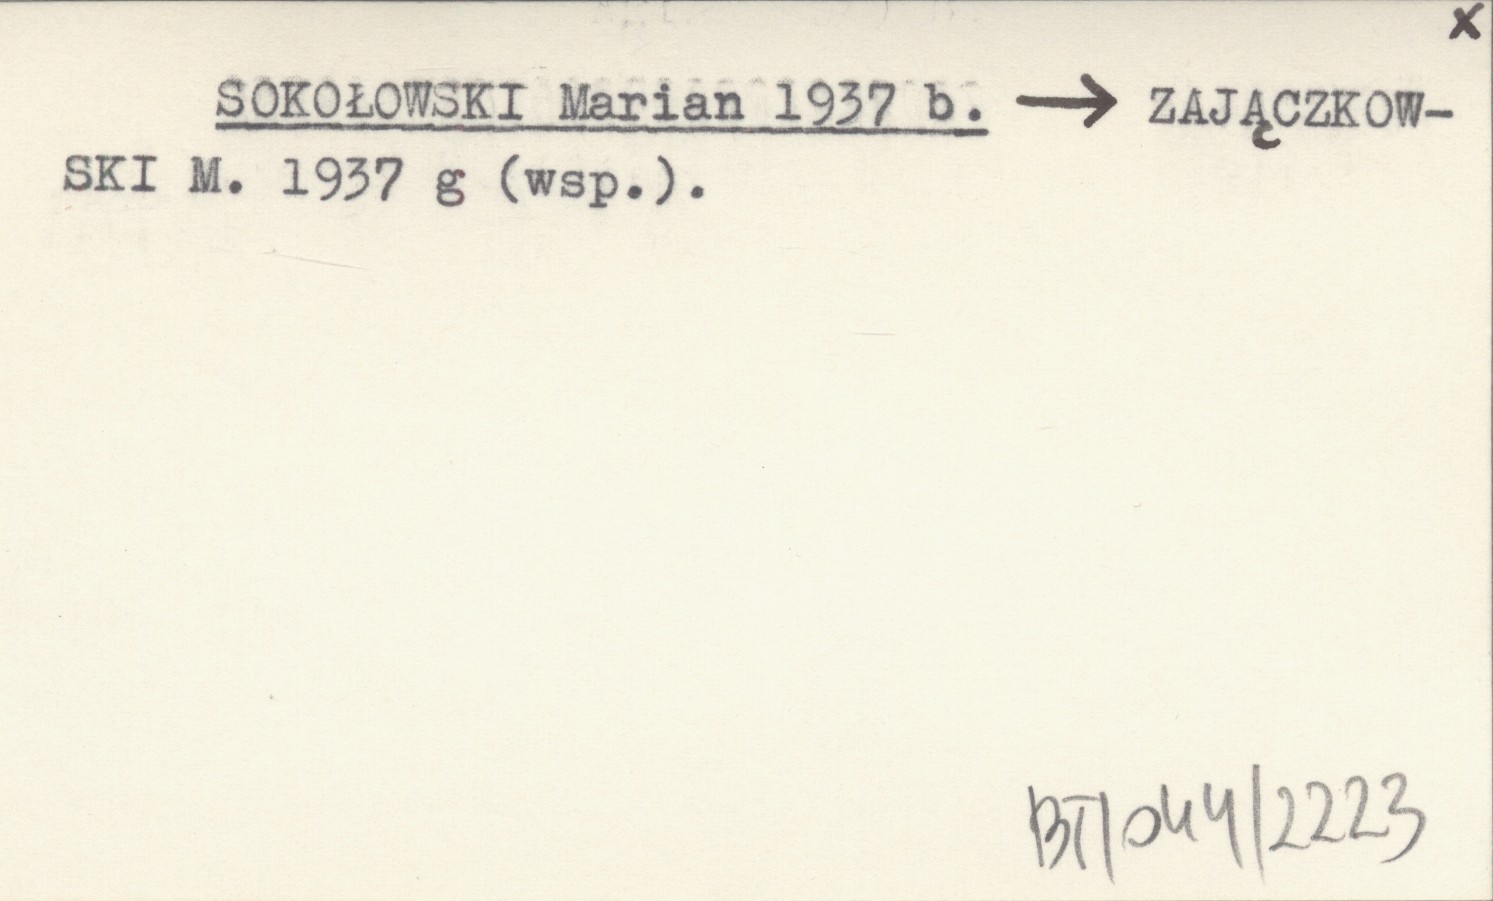 x
SOKOŁOWSKI Marian 1937 b. → ZAJĄCZKOW-
SKI M. 1937 g (wsp.).
BT/044/2223